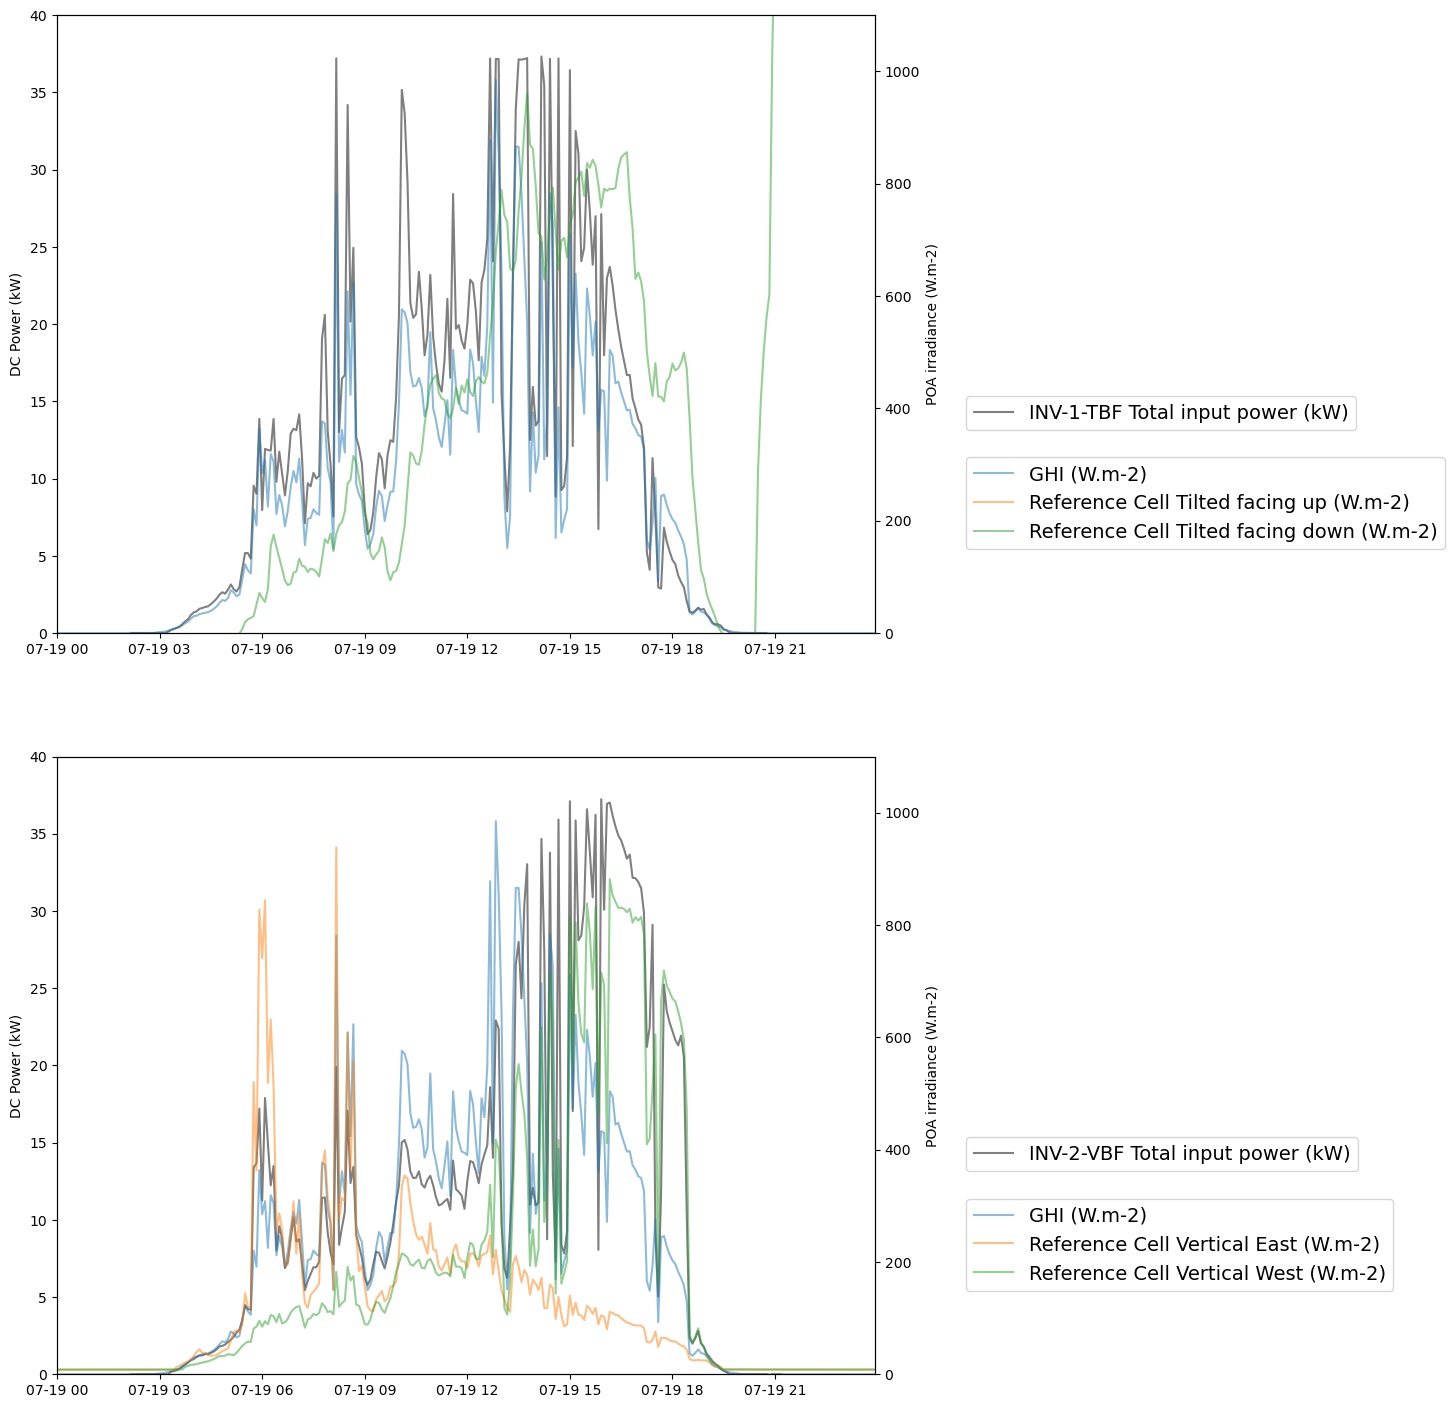 40
35
30
25
20
15
10
5
0
DC Power (kW)
1000
800
600
400
200
0
POA irradiance (W.m-2)
07-19 00 07-19 03 07-19 06 07-19 09 07-19 12 07-19 15 07-19 18 07-19 21
INV-1-TBF Total input power (kW)
GHI (W.m-2)
Reference Cell Tilted facing up (W.m-2)
Reference Cell Tilted facing down (W.m-2)
40
35
30
25
20
15
10
5
0
DC Power (kW)
1000
800
600
400
200
0
POA irradiance (W.m-2)
07-19 00 07-19 03 07-19 06 07-19 09 07-19 12 07-19 15 07-19 18 07-19 21
INV-2-VBF Total input power (kW)
GHI (W.m-2)
Reference Cell Vertical East (W.m-2)
Reference Cell Vertical West (W.m-2)